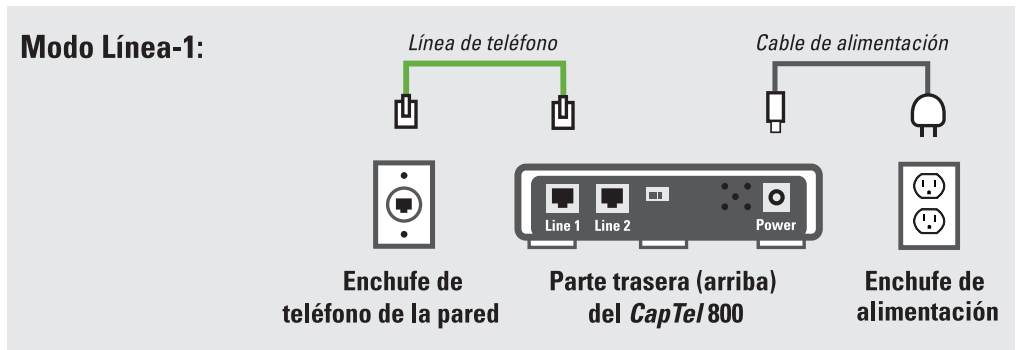 Modo Línea-1:
Línea de teléfono
Cable de alimentación
Line 1
Line 2
Power
Enchufe de
teléfono de la pared
Parte trasera (arriba)
del CapTel 800
Enchufe de
alimentación